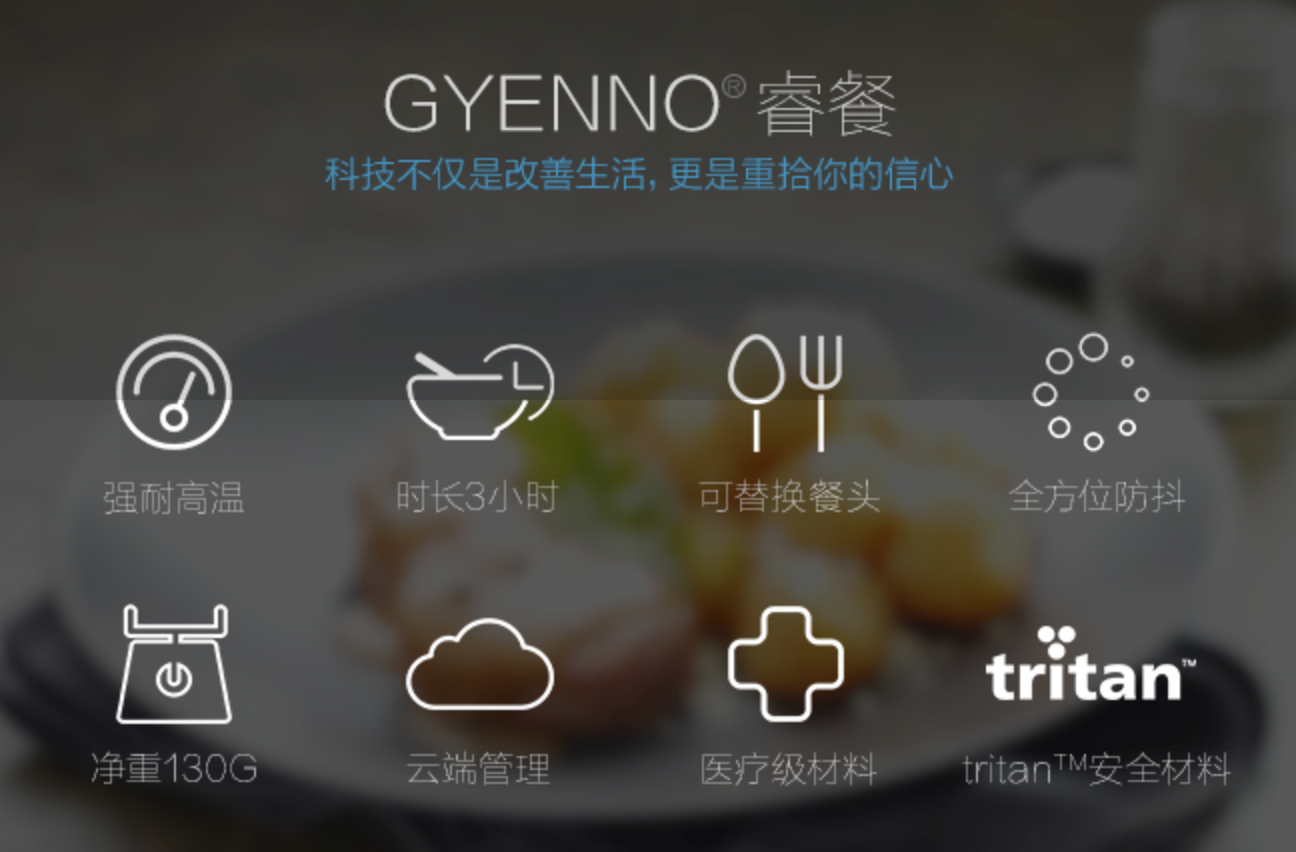 GYENNO®睿餐
科技不仅是改善生活, 更是重拾你的信心
强耐高温
时长3小时
可替换餐头
全方位防抖
tritan™
净重130G
云端管理
医疗级材料
tritan™安全材料